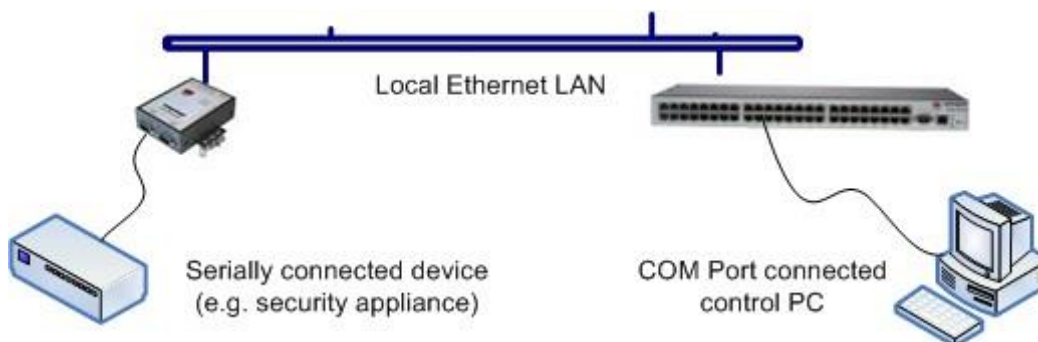 Local Ethernet LAN
Serially connected device
(e.g. security appliance)
COM Port connected
control PC